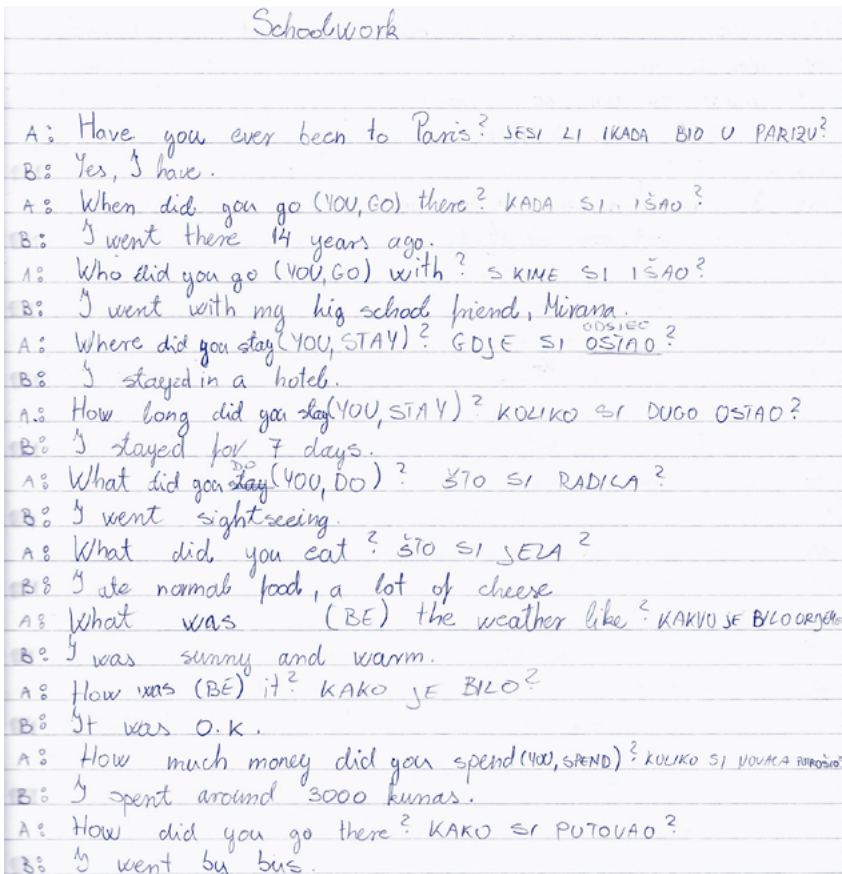 Schoolwork
A: Have you ever been to Paris? JESI LI IKADA BIO U PARIZU?
B: Yes, I have.
A: When did you go (YOU, GO) there? KADA SI IŠAO?
B: I went there 14 years ago.
A: Who did you go (YOU, GO) with? S KIME SI IŠAO?
B: I went with my hig school friend, Mirana.
ODSJEO
A: Where did you stay (YOU, STAY)? GDJE SI OSTAO?
B: I stayed in a hotel.
A: How long did you stay (YOU, STAY)? KOLIKO SI DUGO OSTAO?
B: I stayed for 7 days.
DO
A: What did you stay (YOU, DO)? ŠTO SI RADILA?
B: I went sightseeing.
A: What did you eat? ŠTO SI JELA?
B: I ate normal food, a lot of cheese
A: What was (BE) the weather like? KAKVO JE BILO VRIJEME
B: I was sunny and warm.
A: How was (BE) it? KAKO JE BILO?
B: It was O.K.
A: How much money did you spend (YOU, SPEND)? KOLIKO SI NOVACA POTROŠIO?
B: I spent around 3000 kunas.
A: How did you go there? KAKO SI PUTOVAO?
B: I went by bus.